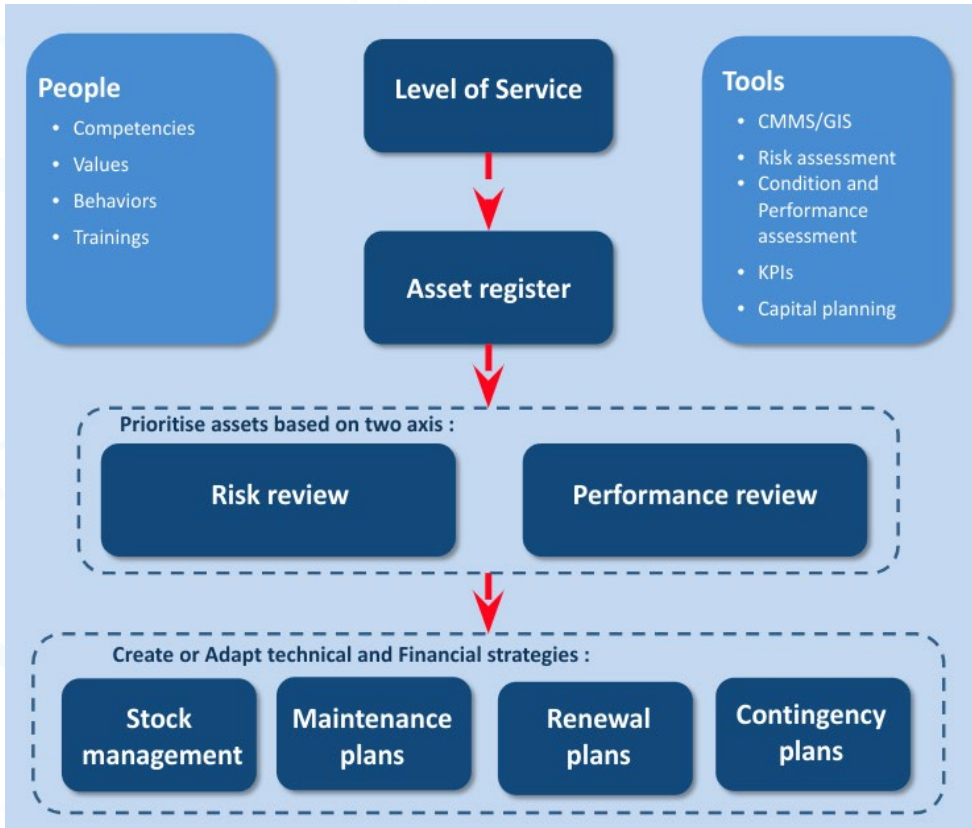 People
• Competencies
• Values
• Behaviors
• Trainings
Level of Service
Tools
• CMMS/GIS
• Risk assessment
• Condition and
Performance
assessment
• KPIs
• Capital planning
Asset register
Prioritise assets based on two axis :
Risk review
Performance review
Create or Adapt technical and Financial strategies :
Stock
management
Maintenance
plans
Renewal
plans
Contingency
plans